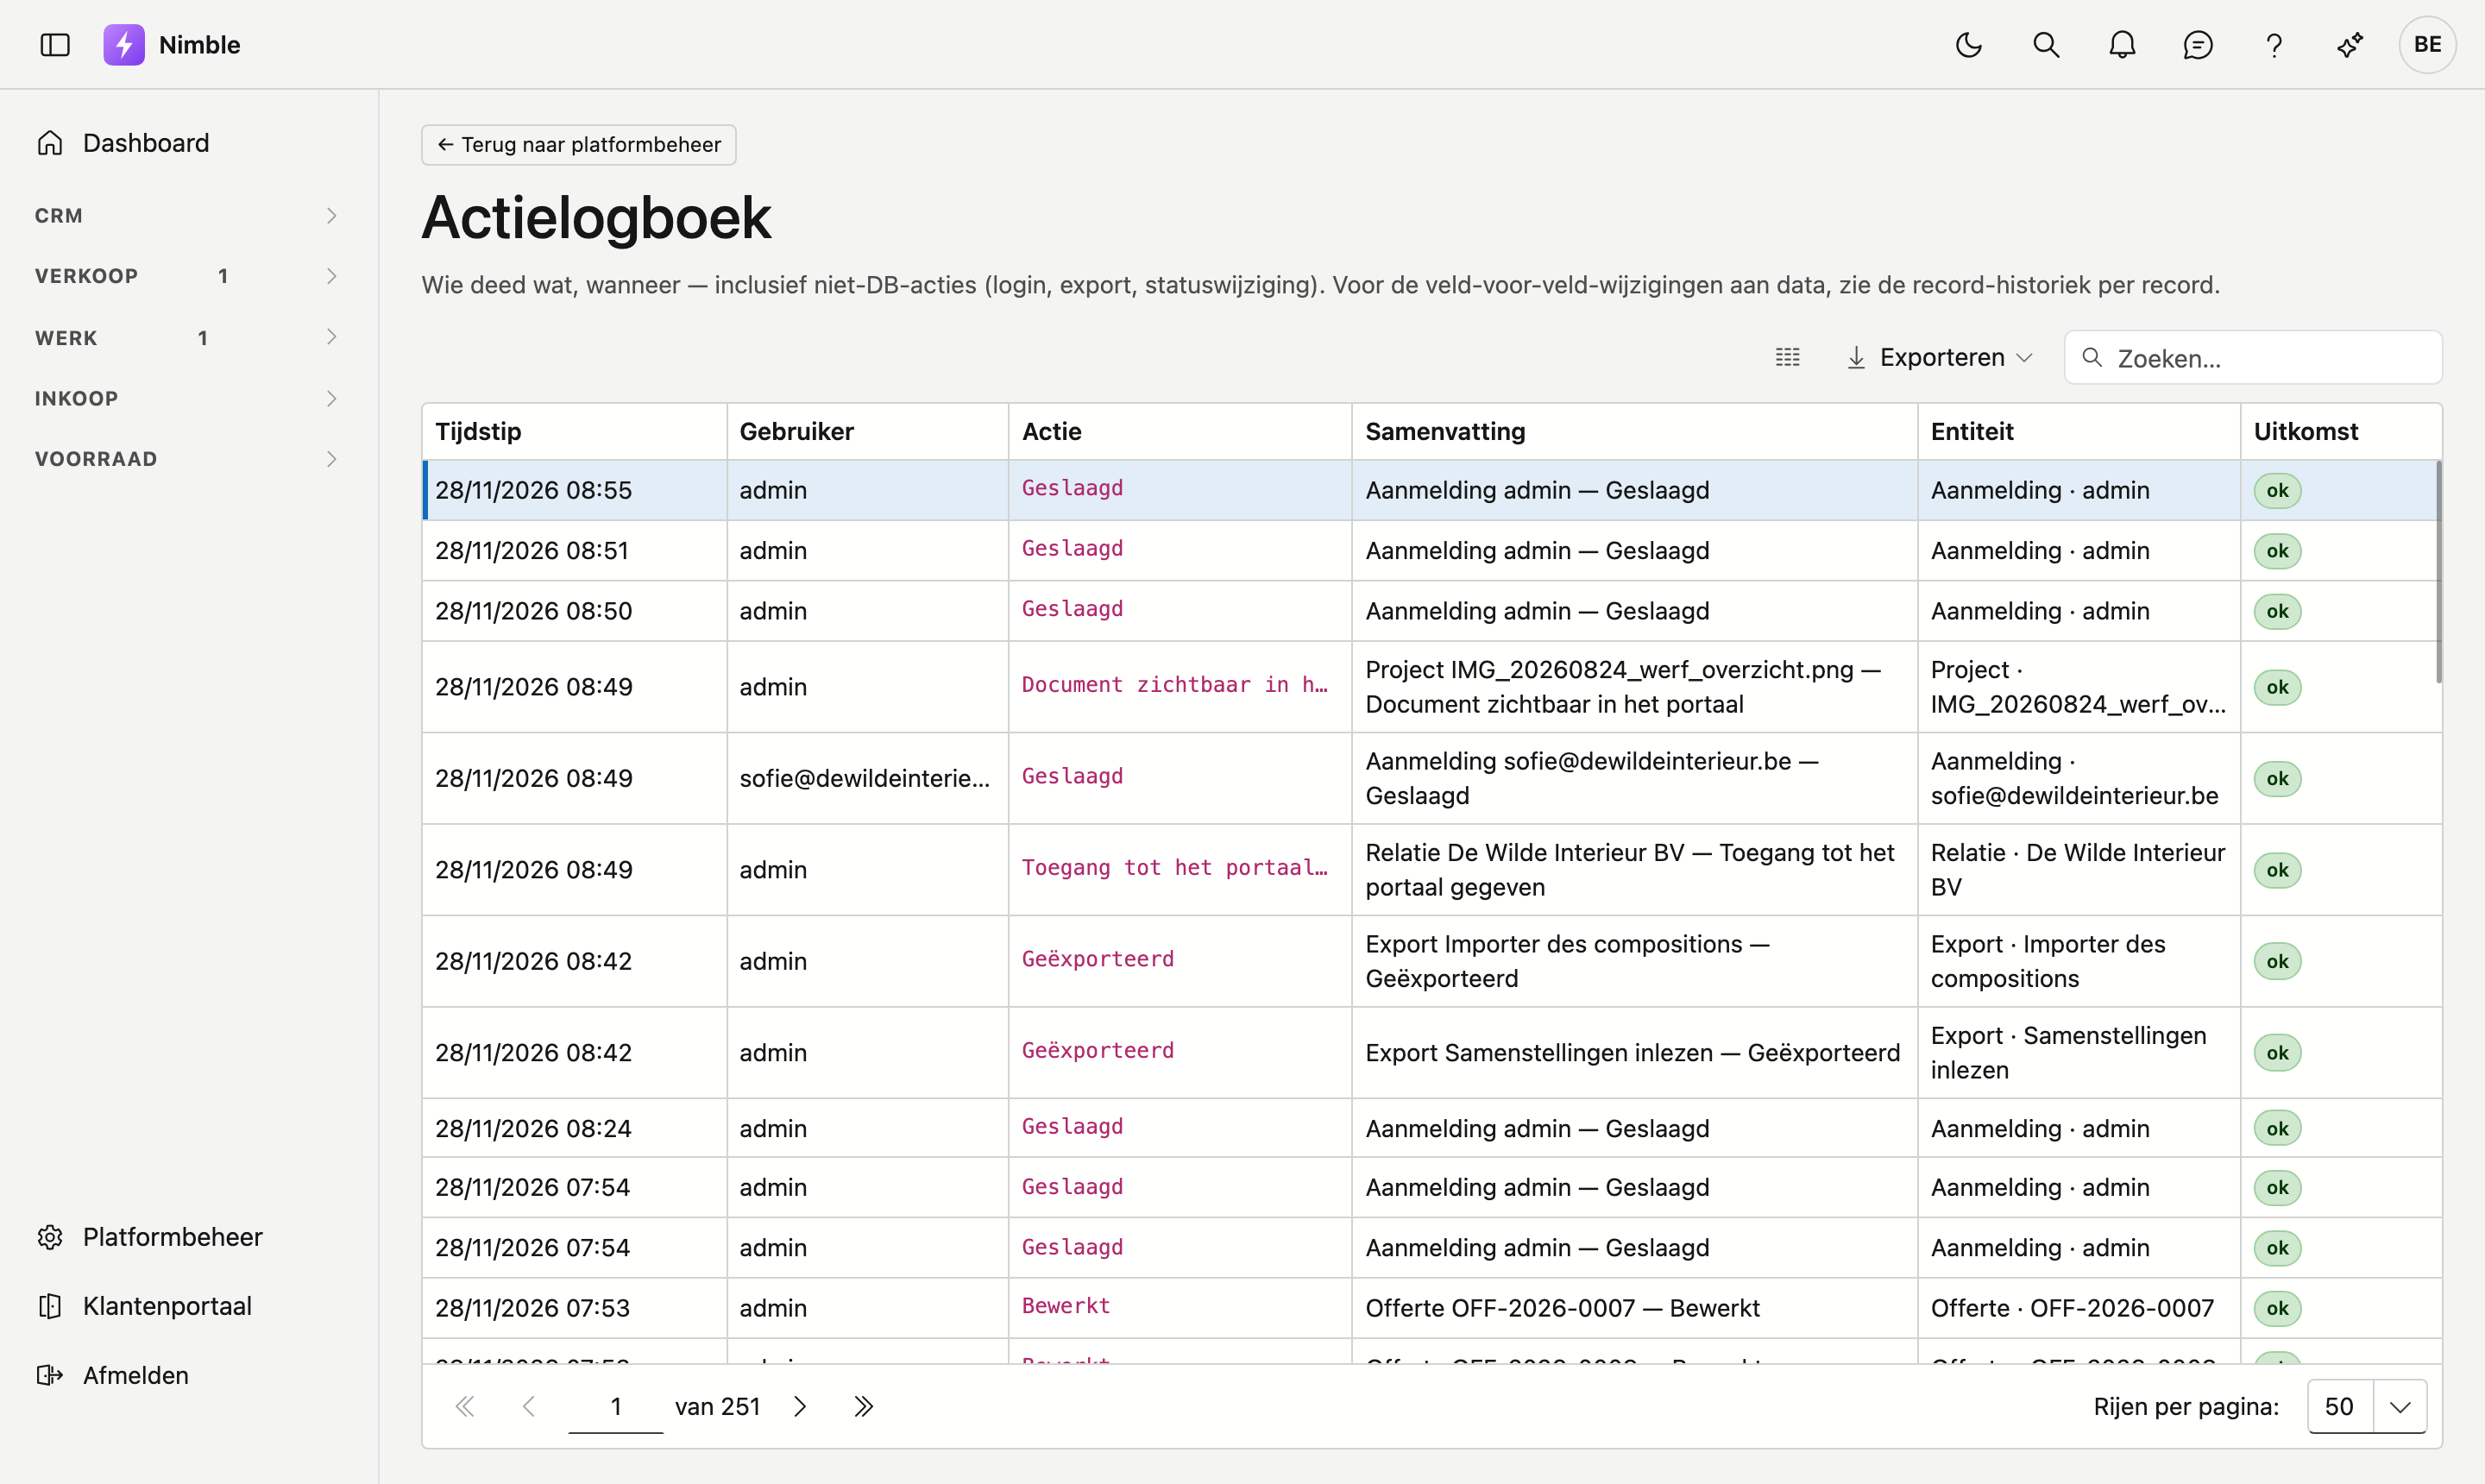 Nimble
BE
Dashboard
CRM
VERKOOP 1
WERK 1
INKOOP
VOORRAAD
Platformbeheer
Klantenportaal
Afmelden
← Terug naar platformbeheer
Actielogboek
Wie deed wat, wanneer — inclusief niet-DB-acties (login, export, statuswijziging). Voor de veld-voor-veld-wijzigingen aan data, zie de record-historiek per record.
Exporteren
Zoeken...
Tijdstip Gebruiker Actie Samenvatting Entiteit Uitkomst
28/11/2026 08:55 admin Geslaagd Aanmelding admin — Geslaagd Aanmelding · admin ok
28/11/2026 08:51 admin Geslaagd Aanmelding admin — Geslaagd Aanmelding · admin ok
28/11/2026 08:50 admin Geslaagd Aanmelding admin — Geslaagd Aanmelding · admin ok
28/11/2026 08:49 admin Document zichtbaar in h… Project IMG_20260824_werf_overzicht.png —
Document zichtbaar in het portaal
Project ·
IMG_20260824_werf_ov...
ok
28/11/2026 08:49 sofie@dewildeinterie... Geslaagd Aanmelding sofie@dewildeinterieur.be —
Geslaagd
Aanmelding ·
sofie@dewildeinterieur.be
ok
28/11/2026 08:49 admin Toegang tot het portaal… Relatie De Wilde Interieur BV — Toegang tot het
portaal gegeven
Relatie · De Wilde Interieur
BV
ok
28/11/2026 08:42 admin Geëxporteerd Export Importer des compositions —
Geëxporteerd
Export · Importer des
compositions
ok
28/11/2026 08:42 admin Geëxporteerd Export Samenstellingen inlezen — Geëxporteerd
Export · Samenstellingen
inlezen
ok
28/11/2026 08:24 admin Geslaagd Aanmelding admin — Geslaagd Aanmelding · admin ok
28/11/2026 07:54 admin Geslaagd Aanmelding admin — Geslaagd Aanmelding · admin ok
28/11/2026 07:54 admin Geslaagd Aanmelding admin — Geslaagd Aanmelding · admin ok
28/11/2026 07:53 admin Bewerkt Offerte OFF-2026-0007 — Bewerkt Offerte · OFF-2026-0007 ok
1 van 251
Rijen per pagina: 50